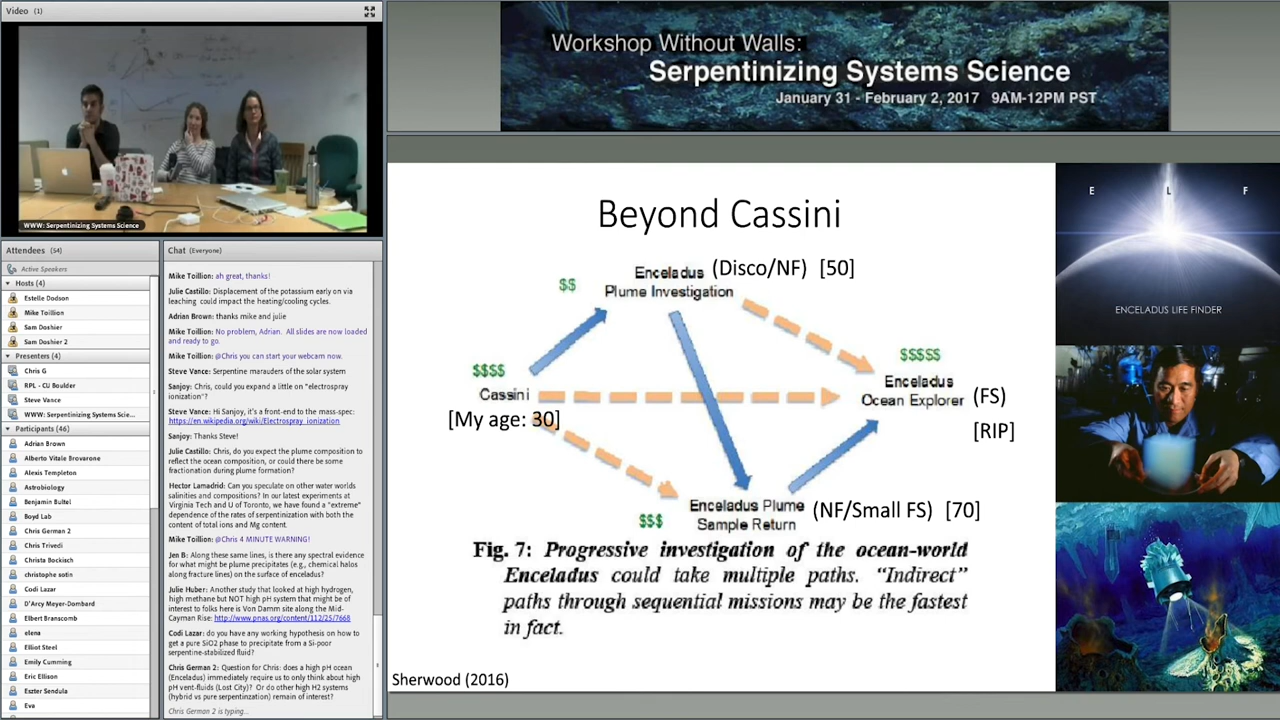 Video (1)
WWW: Serpentinizing Systems Science
Attendees (54)
Active Speakers
Hosts (4)
Estelle Dodson
Mike Toillion
Sam Doshier
Sam Doshier 2
Presenters (4)
Chris G
RPL - CU Boulder
Steve Vance
WWW: Serpentinizing Systems Scie...
Participants (46)
Adrian Brown
Alberto Vitale Brovarone
Alexis Templeton
Astrobiology
Benjamin Bultel
Boyd Lab
Chris German 2
Chris Trivedi
Christa Bockisch
christophe sotin
Codi Lazar
D'Arcy Meyer-Dombard
Elbert Branscomb
elena
Elliot Steel
Emily Cumming
Eric Ellison
Eszter Sendula
Eva
Chat (Everyone)
Mike Toillion: ah great, thanks!
Julie Castillo: Displacement of the potassium early on via
leaching could impact the heating/cooling cycles.
Adrian Brown: thanks mike and julie
Mike Toillion: No problem, Adrian. All slides are now loaded
and ready to go.
Mike Toillion: @Chris you can start your webcam now.
Steve Vance: Serpentine marauders of the solar system
Sanjoy: Chris, could you expand a little on "electrospray
ionization"?
Steve Vance: Hi Sanjoy, it's a front-end to the mass-spec:
https://en.wikipedia.org/wiki/Electrospray_ionization
Sanjoy: Thanks Steve!
Julie Castillo: Chris, do you expect the plume composition to
reflect the ocean composition, or could there be some
fractionation during plume formation?
Hector Lamadrid: Can you speculate on other water worlds
salinities and compositions? In our latest experiments at
Virginia Tech and U of Toronto, we have found a "extreme"
dependence of the rates of serpentinization with both the
content of total ions and Mg content.
Mike Toillion: @Chris 4 MINUTE WARNING!
Jen B: Along these same lines, is there any spectral evidence
for what might be plume precipitates (e.g., chemical halos
along fracture lines) on the surface of enceladus?
Julie Huber: Another study that looked at high hydrogen,
high methane but NOT high pH system that might be of
interest to folks here is Von Damm site along the Mid-
Cayman Rise: http://www.pnas.org/content/112/25/7668
Codi Lazar: do you have any working hypothesis on how to
get a pure SiO2 phase to precipitate from a Si-poor
serpentine-stabilized fluid?
Chris German 2: Question for Chris: does a high pH ocean
(Enceladus) immediately require us to only think about high
pH vent-fluids (Lost City)? Or do other high H2 systems
(hybrid vs pure serpentinization) remain of interest?
Chris German 2 is typing...
Workshop Without Walls:
Serpentinizing Systems Science
January 31 - February 2, 2017 9AM-12PM PST
Beyond Cassini
$$
Enceladus
Plume Investigation
(Disco/NF) [50]
$$$$
Cassini
[My age: 30]
$$$$$
Enceladus
Ocean Explorer
(FS)
[RIP]
$$$
Enceladus Plume
Sample Return
(NF/Small FS) [70]
Fig. 7: Progressive investigation of the ocean-world
Enceladus could take multiple paths. "Indirect"
paths through sequential missions may be the fastest
in fact.
Sherwood (2016)
E L F
ENCELADUS LIFE FINDER